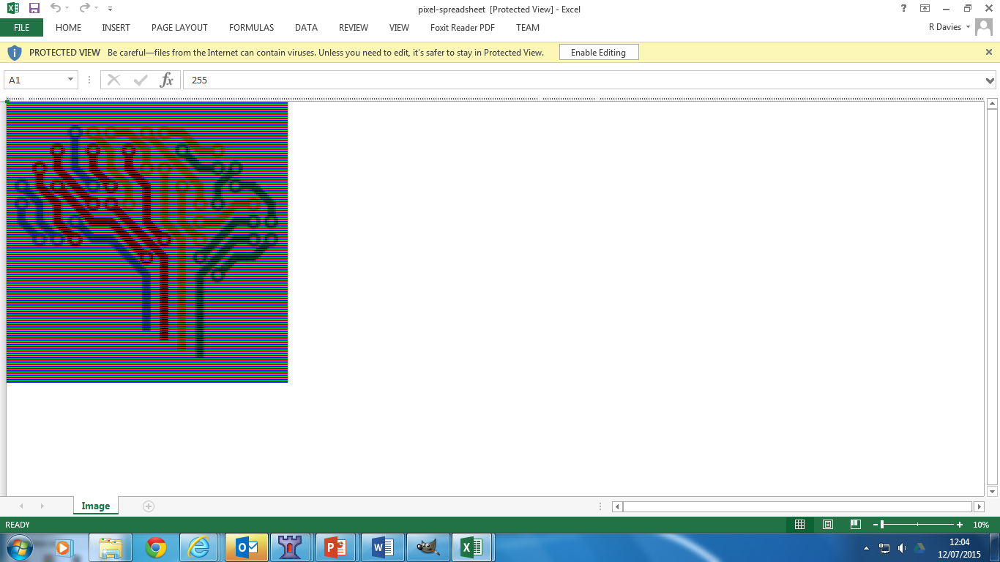 pixel-spreadsheet [Protected View] - Excel
?
FILE HOME INSERT PAGE LAYOUT FORMULAS DATA REVIEW VIEW Foxit Reader PDF TEAM R Davies
PROTECTED VIEW Be careful—files from the Internet can contain viruses. Unless you need to edit, it's safer to stay in Protected View. Enable Editing
A1 fx 255
Image
READY 10%
12:04
12/07/2015